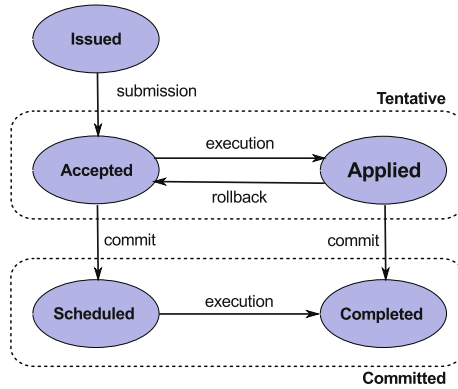 Issued
submission
Tentative
execution
Accepted
Applied
rollback
commit
commit
Scheduled
execution
Completed
Committed